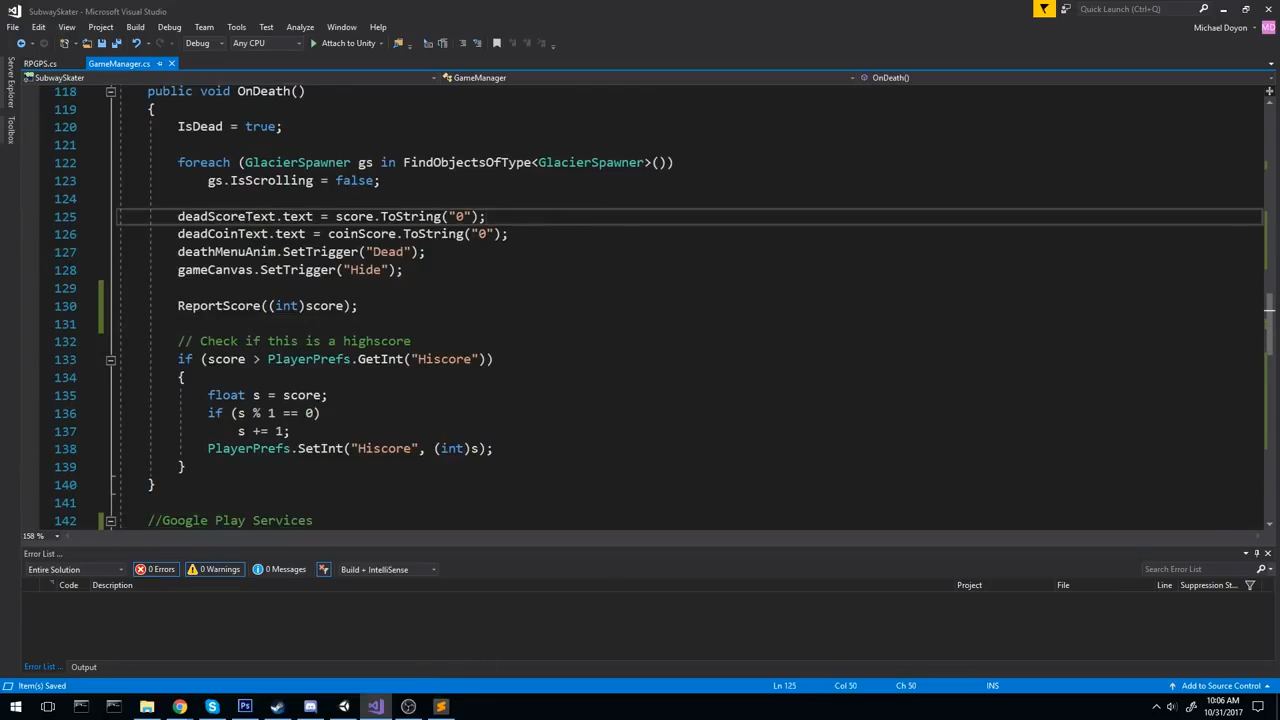 SubwaySkater - Microsoft Visual Studio
Quick Launch (Ctrl+Q)
File Edit View Project Build Debug Team Tools Test Analyze Window Help
Michael Doyon MD
Debug Any CPU Attach to Unity
RPGPS.cs GameManager.cs
SubwaySkater GameManager OnDeath()
Server Explorer
Toolbox
118 public void OnDeath()
119 {
120 IsDead = true;
121
122 foreach (GlacierSpawner gs in FindObjectsOfType<GlacierSpawner>())
123 gs.IsScrolling = false;
124
125 deadScoreText.text = score.ToString("0");
126 deadCoinText.text = coinScore.ToString("0");
127 deathMenuAnim.SetTrigger("Dead");
128 gameCanvas.SetTrigger("Hide");
129
130 ReportScore((int)score);
131
132 // Check if this is a highscore
133 if (score > PlayerPrefs.GetInt("Hiscore"))
134 {
135 float s = score;
136 if (s % 1 == 0)
137 s += 1;
138 PlayerPrefs.SetInt("Hiscore", (int)s);
139 }
140 }
141
142 //Google Play Services
158 %
Error List ...
Entire Solution 0 Errors 0 Warnings 0 Messages Build + IntelliSense Search Error List
Code Description Project File Line Suppression St...
Error List ... Output
Item(s) Saved Ln 125 Col 50 Ch 50 INS Add to Source Control
10:06 AM
10/31/2017